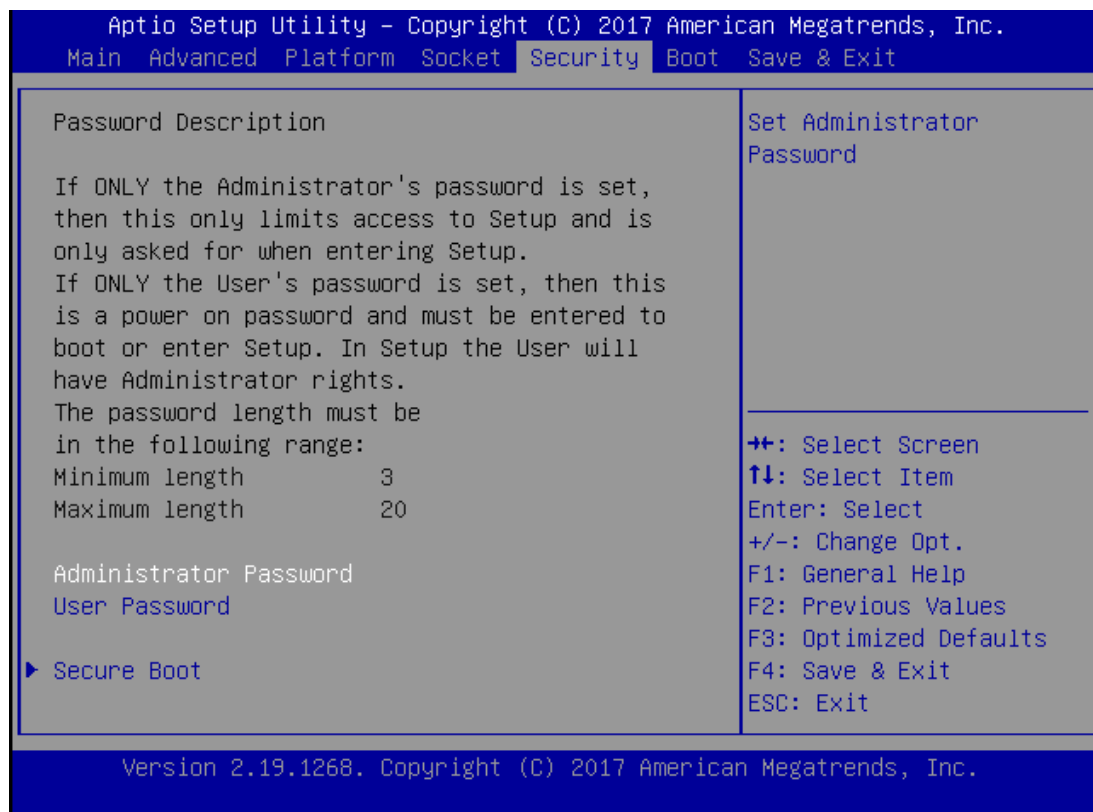 Aptio Setup Utility – Copyright (C) 2017 American Megatrends, Inc.
Main Advanced Platform Socket Security Boot Save & Exit
Password Description
If ONLY the Administrator's password is set,
then this only limits access to Setup and is
only asked for when entering Setup.
If ONLY the User's password is set, then this
is a power on password and must be entered to
boot or enter Setup. In Setup the User will
have Administrator rights.
The password length must be
in the following range:
Minimum length 3
Maximum length 20
Administrator Password
User Password
Secure Boot
Set Administrator
Password
→←: Select Screen
↑↓: Select Item
Enter: Select
+/-: Change Opt.
F1: General Help
F2: Previous Values
F3: Optimized Defaults
F4: Save & Exit
ESC: Exit
Version 2.19.1268. Copyright (C) 2017 American Megatrends, Inc.